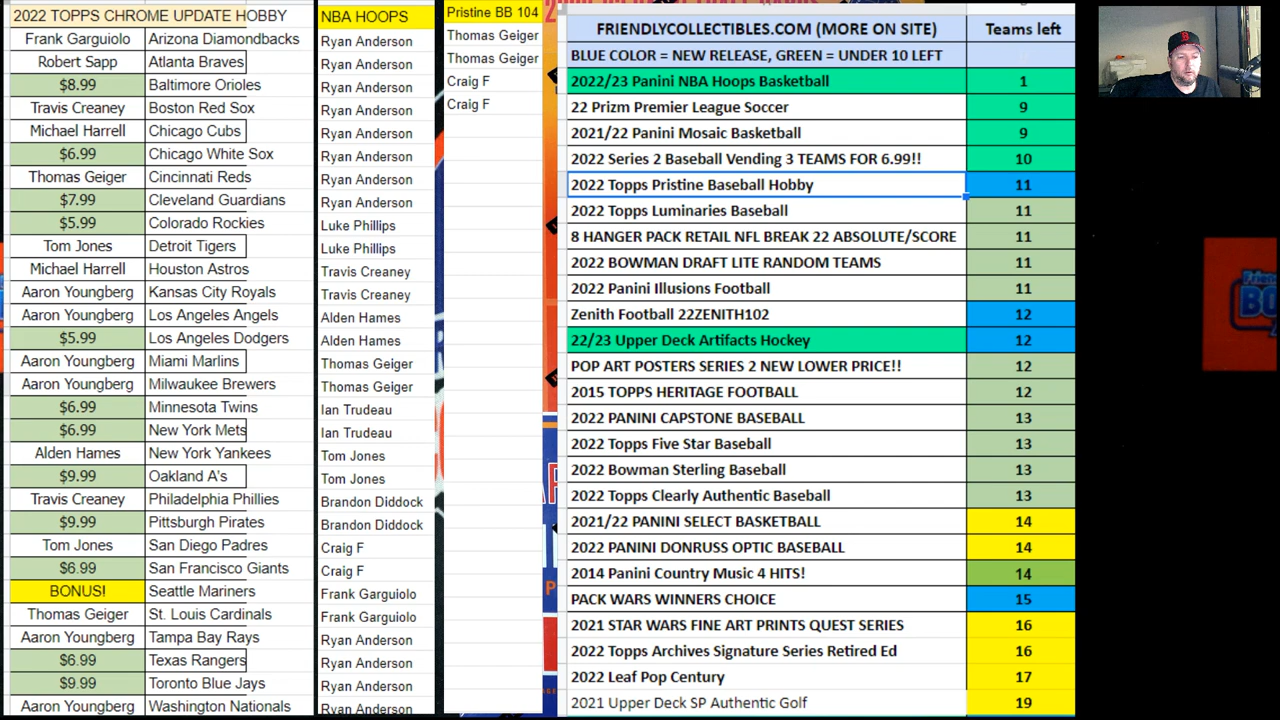 2022 TOPPS CHROME UPDATE HOBBY
Frank Garguiolo Arizona Diamondbacks
Robert Sapp Atlanta Braves
$8.99 Baltimore Orioles
Travis Creaney Boston Red Sox
Michael Harrell Chicago Cubs
$6.99 Chicago White Sox
Thomas Geiger Cincinnati Reds
$7.99 Cleveland Guardians
$5.99 Colorado Rockies
Tom Jones Detroit Tigers
Michael Harrell Houston Astros
Aaron Youngberg Kansas City Royals
Aaron Youngberg Los Angeles Angels
$5.99 Los Angeles Dodgers
Aaron Youngberg Miami Marlins
Aaron Youngberg Milwaukee Brewers
$6.99 Minnesota Twins
$6.99 New York Mets
Alden Hames New York Yankees
$9.99 Oakland A's
Travis Creaney Philadelphia Phillies
$9.99 Pittsburgh Pirates
Tom Jones San Diego Padres
$6.99 San Francisco Giants
BONUS! Seattle Mariners
Thomas Geiger St. Louis Cardinals
Aaron Youngberg Tampa Bay Rays
$6.99 Texas Rangers
$9.99 Toronto Blue Jays
Aaron Youngberg Washington Nationals
NBA HOOPS
Ryan Anderson
Ryan Anderson
Ryan Anderson
Ryan Anderson
Ryan Anderson
Ryan Anderson
Ryan Anderson
Ryan Anderson
Luke Phillips
Luke Phillips
Travis Creaney
Travis Creaney
Alden Hames
Alden Hames
Thomas Geiger
Thomas Geiger
Ian Trudeau
Ian Trudeau
Tom Jones
Tom Jones
Brandon Diddock
Brandon Diddock
Craig F
Craig F
Frank Garguiolo
Frank Garguiolo
Ryan Anderson
Ryan Anderson
Ryan Anderson
Ryan Anderson
Pristine BB 104
Thomas Geiger
Thomas Geiger
Craig F
Craig F
FRIENDLYCOLLECTIBLES.COM (MORE ON SITE) Teams left
BLUE COLOR = NEW RELEASE, GREEN = UNDER 10 LEFT
2022/23 Panini NBA Hoops Basketball 1
22 Prizm Premier League Soccer 9
2021/22 Panini Mosaic Basketball 9
2022 Series 2 Baseball Vending 3 TEAMS FOR 6.99!! 10
2022 Topps Pristine Baseball Hobby 11
2022 Topps Luminaries Baseball 11
8 HANGER PACK RETAIL NFL BREAK 22 ABSOLUTE/SCORE 11
2022 BOWMAN DRAFT LITE RANDOM TEAMS 11
2022 Panini Illusions Football 11
Zenith Football 22ZENITH102 12
22/23 Upper Deck Artifacts Hockey 12
POP ART POSTERS SERIES 2 NEW LOWER PRICE!! 12
2015 TOPPS HERITAGE FOOTBALL 12
2022 PANINI CAPSTONE BASEBALL 13
2022 Topps Five Star Baseball 13
2022 Bowman Sterling Baseball 13
2022 Topps Clearly Authentic Baseball 13
2021/22 PANINI SELECT BASKETBALL 14
2022 PANINI DONRUSS OPTIC BASEBALL 14
2014 Panini Country Music 4 HITS! 14
PACK WARS WINNERS CHOICE 15
2021 STAR WARS FINE ART PRINTS QUEST SERIES 16
2022 Topps Archives Signature Series Retired Ed 16
2022 Leaf Pop Century 17
2021 Upper Deck SP Authentic Golf 19